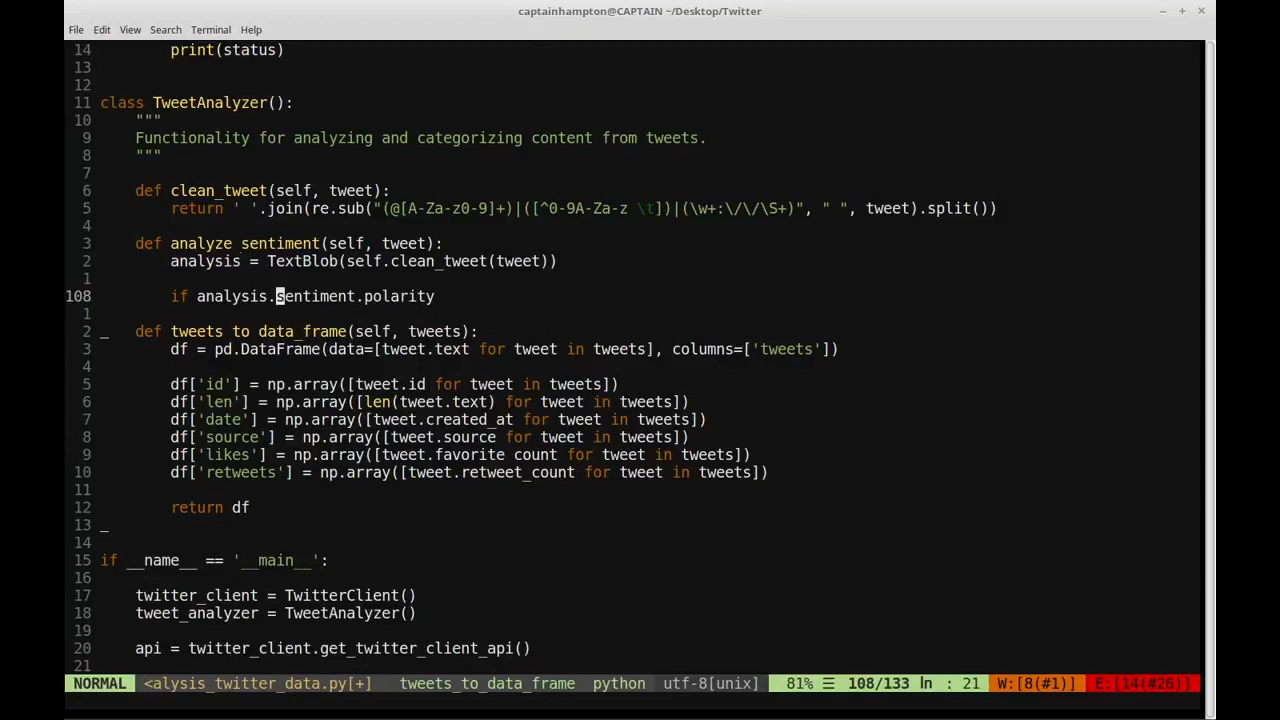 captainhampton@CAPTAIN ~/Desktop/Twitter
File Edit View Search Terminal Help
14         print(status)
13
12
11 class TweetAnalyzer():
10     """
9     Functionality for analyzing and categorizing content from tweets.
8     """
7
6     def clean_tweet(self, tweet):
5         return ' '.join(re.sub("(@[A-Za-z0-9]+)|([^0-9A-Za-z \t])|(\w+:\/\/\S+)", " ", tweet).split())
4
3     def analyze_sentiment(self, tweet):
2         analysis = TextBlob(self.clean_tweet(tweet))
1
108         if analysis.sentiment.polarity
1
2 _   def tweets_to_data_frame(self, tweets):
3         df = pd.DataFrame(data=[tweet.text for tweet in tweets], columns=['tweets'])
4
5         df['id'] = np.array([tweet.id for tweet in tweets])
6         df['len'] = np.array([len(tweet.text) for tweet in tweets])
7         df['date'] = np.array([tweet.created_at for tweet in tweets])
8         df['source'] = np.array([tweet.source for tweet in tweets])
9         df['likes'] = np.array([tweet.favorite_count for tweet in tweets])
10         df['retweets'] = np.array([tweet.retweet_count for tweet in tweets])
11
12         return df
13 _
14
15 if __name__ == '__main__':
16
17     twitter_client = TwitterClient()
18     tweet_analyzer = TweetAnalyzer()
19
20     api = twitter_client.get_twitter_client_api()
21
NORMAL <alysis_twitter_data.py[+] tweets_to_data_frame python utf-8[unix] 81% ☰ 108/133 ln : 21 W:[8(#1)] E:[14(#26)]